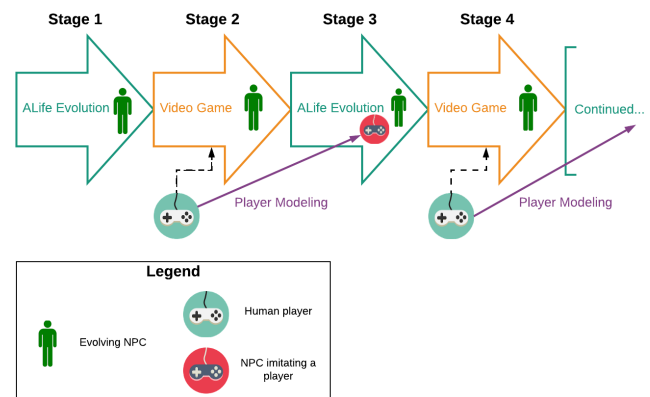 Stage 1
Stage 2
Stage 3
Stage 4
ALife Evolution
Video Game
ALife Evolution
Video Game
Continued...
Player Modeling
Player Modeling
Legend
Evolving NPC
Human player
NPC imitating a
player